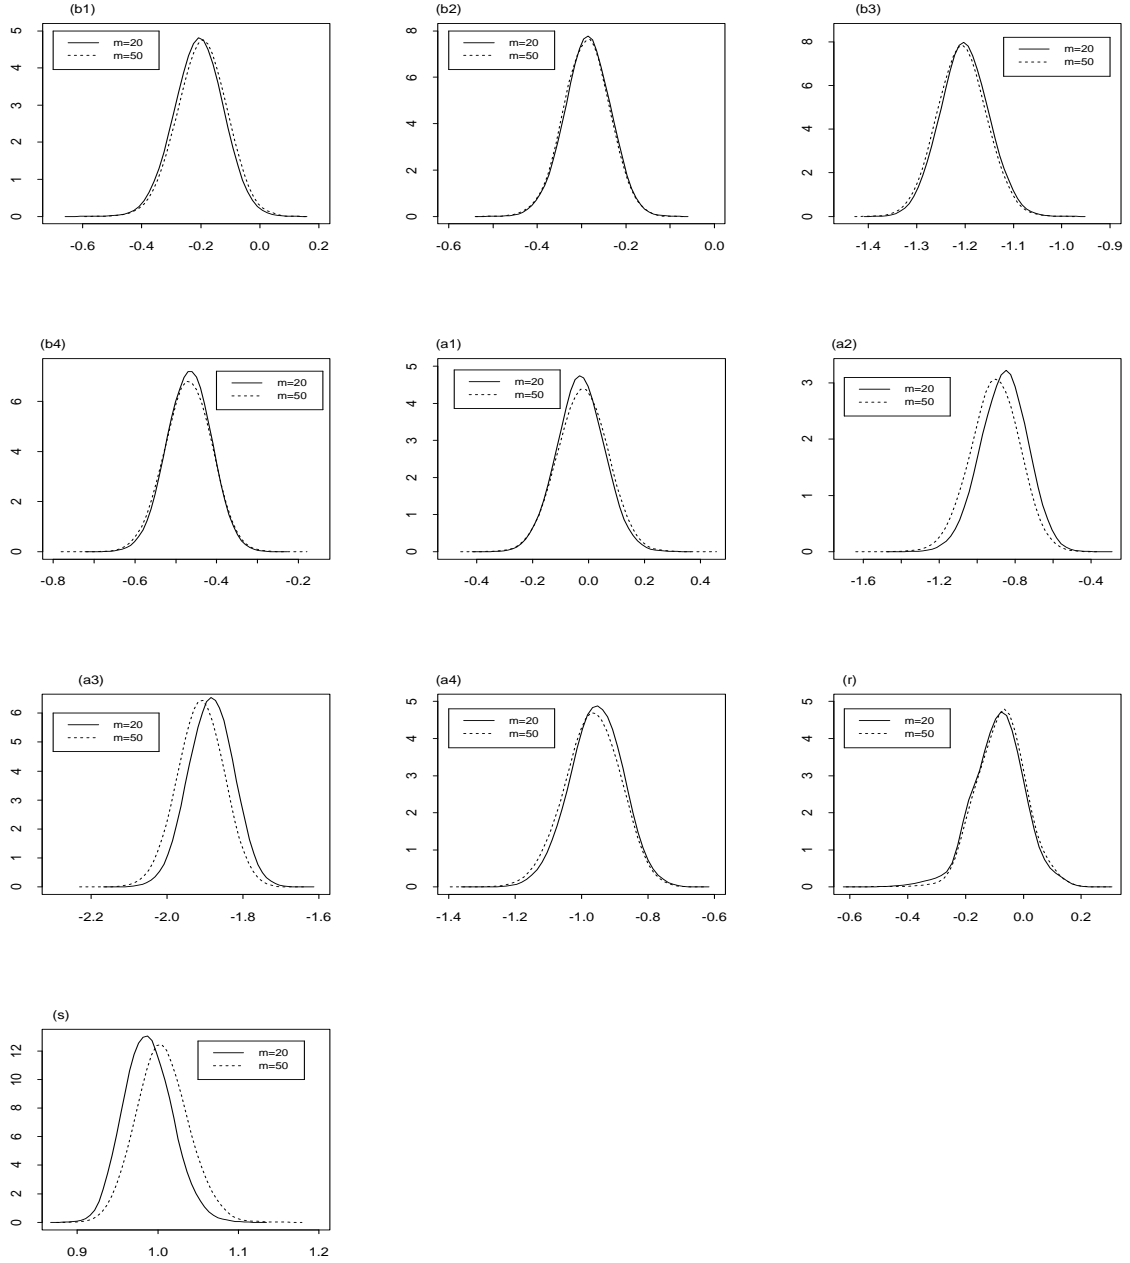 (b1)
m=20
m=50
0 1 2 3 4 5
-0.6 -0.4 -0.2 0.0 0.2
(b2)
m=20
m=50
0 2 4 6 8
-0.6 -0.4 -0.2 0.0
(b3)
m=20
m=50
0 2 4 6 8
-1.4 -1.3 -1.2 -1.1 -1.0 -0.9
(b4)
m=20
m=50
0 2 4 6
-0.8 -0.6 -0.4 -0.2
(a1)
m=20
m=50
0 1 2 3 4 5
-0.4 -0.2 0.0 0.2 0.4
(a2)
m=20
m=50
0 1 2 3
-1.6 -1.2 -0.8 -0.4
(a3)
m=20
m=50
0 1 2 3 4 5 6
-2.2 -2.0 -1.8 -1.6
(a4)
m=20
m=50
0 1 2 3 4 5
-1.4 -1.2 -1.0 -0.8 -0.6
(r)
m=20
m=50
0 1 2 3 4 5
-0.6 -0.4 -0.2 0.0 0.2
(s)
m=20
m=50
0 2 4 6 8 10 12
0.9 1.0 1.1 1.2